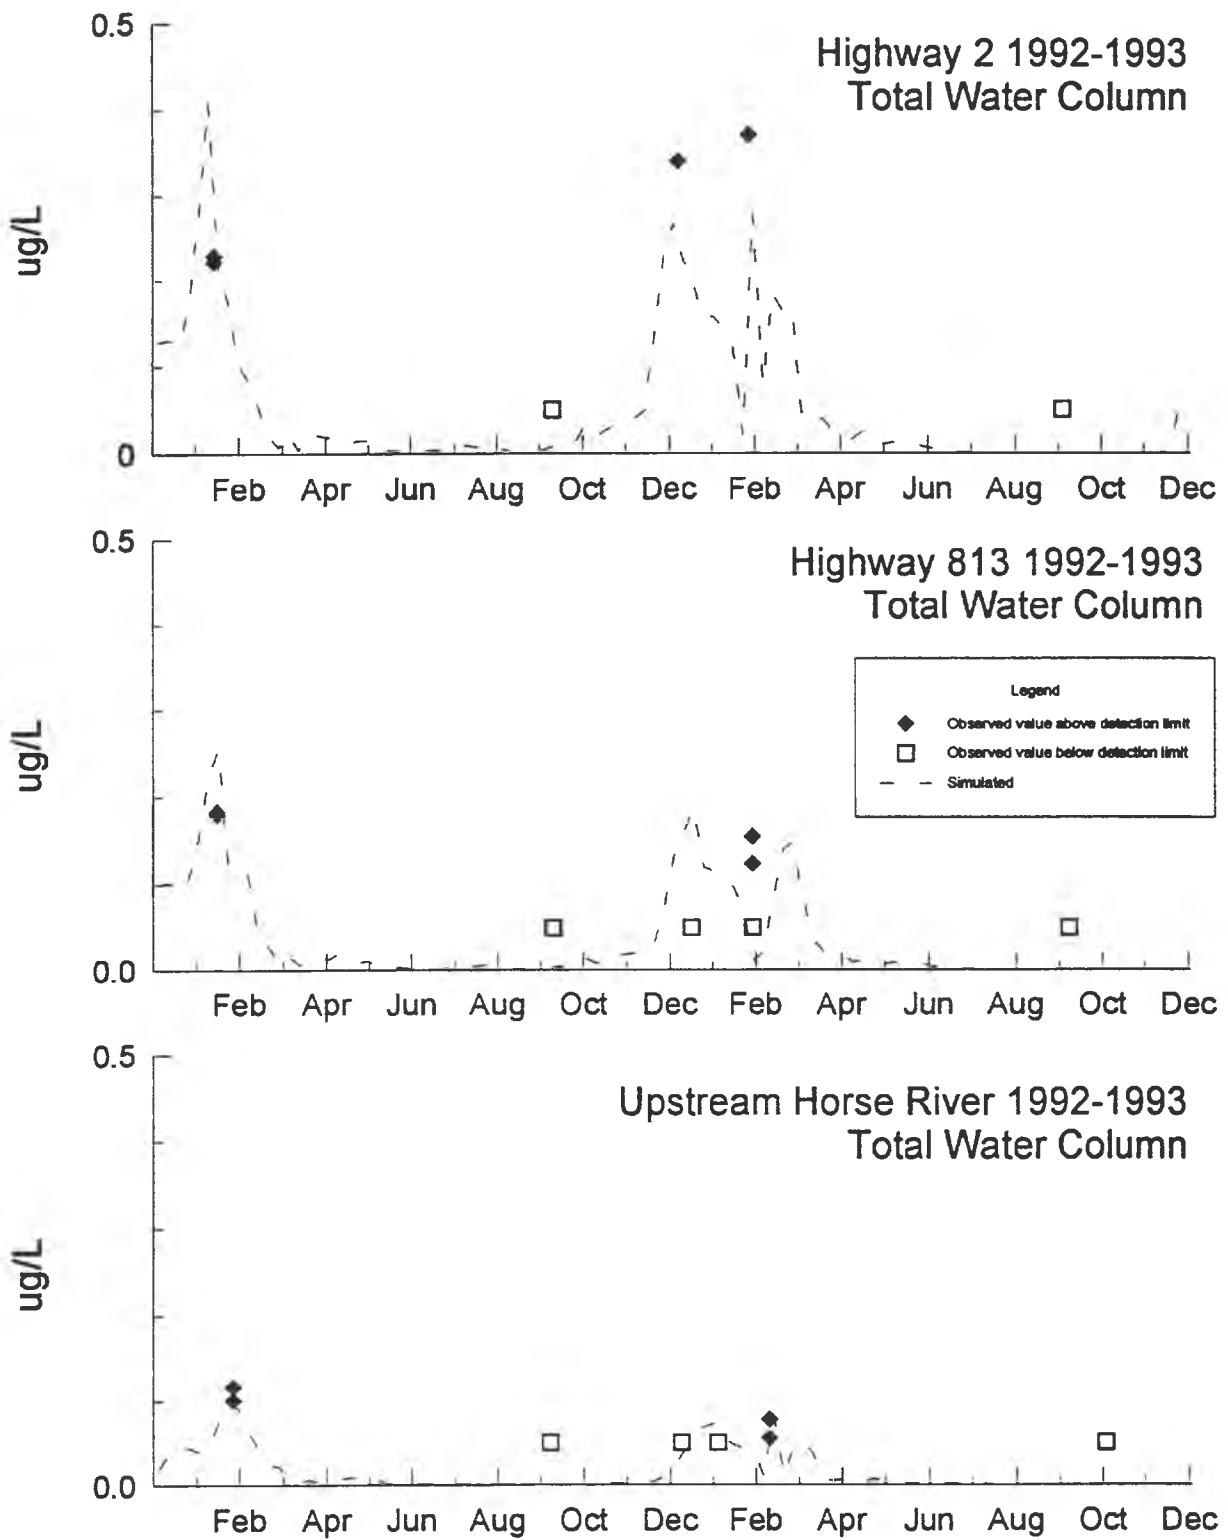 0.5
Highway 2 1992-1993
Total Water Column
ug/L
0
Feb Apr Jun Aug Oct Dec Feb Apr Jun Aug Oct Dec
0.5
Highway 813 1992-1993
Total Water Column
Legend
Observed value above detection limit
Observed value below detection limit
Simulated
ug/L
0.0
Feb Apr Jun Aug Oct Dec Feb Apr Jun Aug Oct Dec
0.5
Upstream Horse River 1992-1993
Total Water Column
ug/L
0.0
Feb Apr Jun Aug Oct Dec Feb Apr Jun Aug Oct Dec